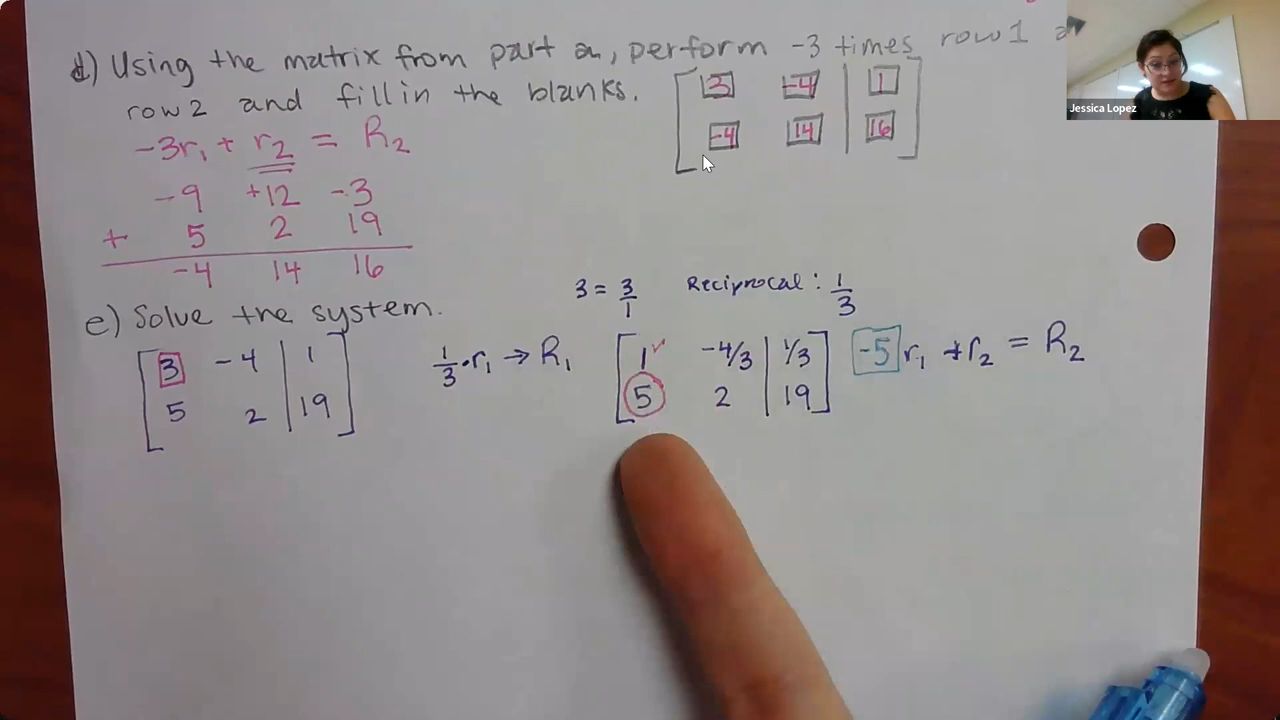 d) Using the matrix from part a, perform -3 times row 1
row 2 and fill in the blanks.
[ 3 -4 | 1 ]
[ -4 14 | 16 ]
-3r₁ + r₂ = R₂
-9 +12 -3
+ 5 2 19
-4 14 16
e) Solve the system.
3 = 3/1 Reciprocal: 1/3
[ 3 -4 | 1 ]
[ 5 2 | 19 ]
1/3 · r₁ → R₁
[ 1 ✓ -4/3 | 1/3 ]
[ 5 2 | 19 ]
-5 r₁ + r₂ = R₂
Jessica Lopez